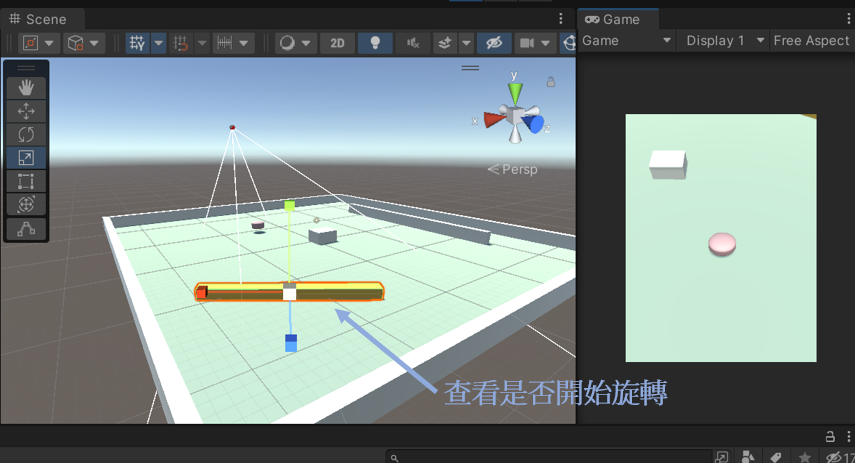 Scene
Game
2D
Game
Display 1
Free Aspect
y
x
z
Persp
查看是否開始旋轉
17